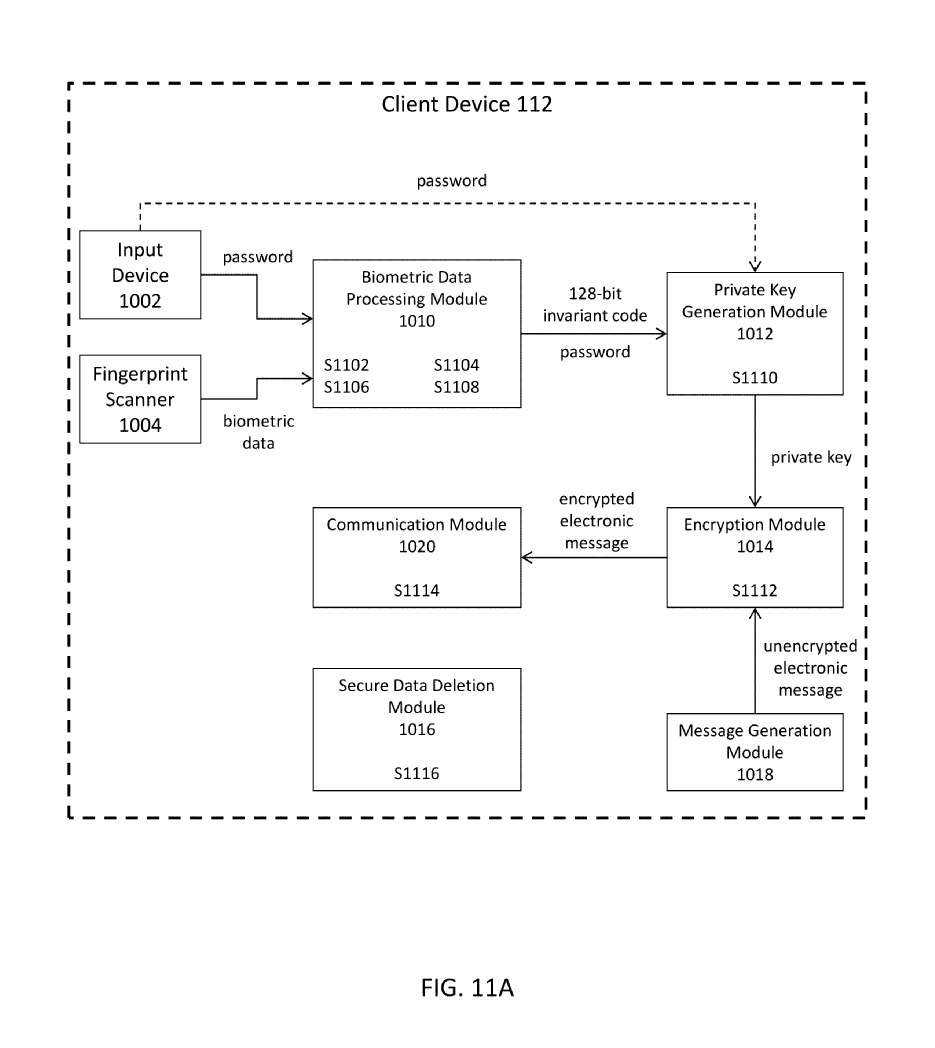 Client Device 112
password
Input
Device
1002
password
Biometric Data
Processing Module
1010
S1102 S1104
S1106 S1108
128-bit
invariant code
password
Private Key
Generation Module
1012
S1110
Fingerprint
Scanner
1004
biometric
data
private key
Communication Module
1020
S1114
encrypted
electronic
message
Encryption Module
1014
S1112
unencrypted
electronic
message
Secure Data Deletion
Module
1016
S1116
Message Generation
Module
1018
FIG. 11A